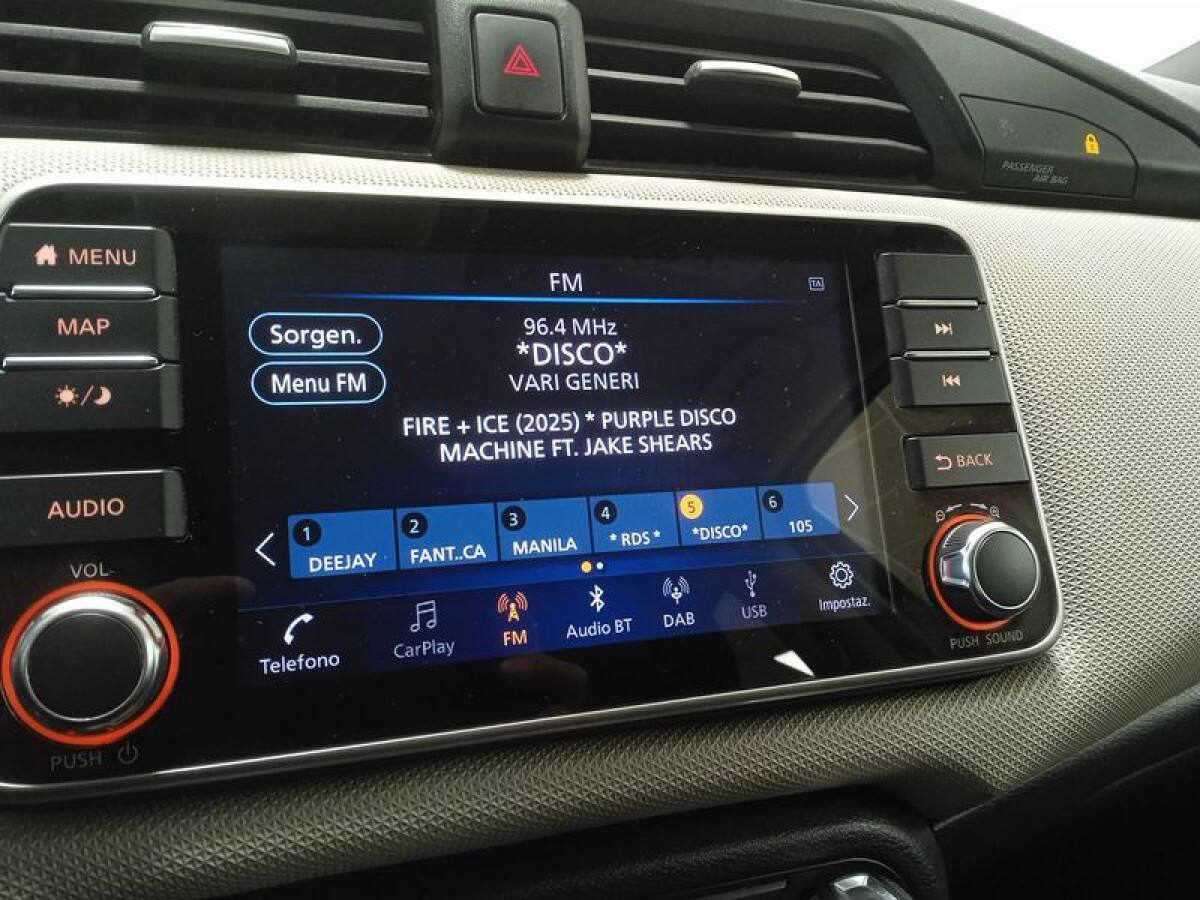 PASSENGER
AIR BAG
MENU
MAP
AUDIO
VOL
PUSH
FM
TA
Sorgen.
Menu FM
96.4 MHz
*DISCO*
VARI GENERI
FIRE + ICE (2025) * PURPLE DISCO
MACHINE FT. JAKE SHEARS
1 DEEJAY
2 FANT..CA
3 MANILA
4 * RDS *
5 *DISCO*
6 105
Telefono
CarPlay
FM
Audio BT
DAB
USB
Impostaz.
BACK
PUSH SOUND